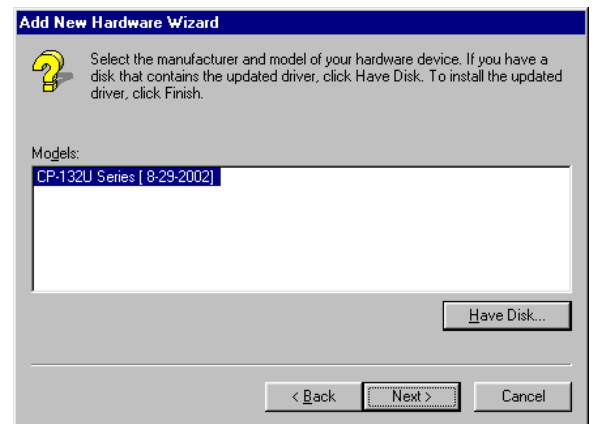 Add New Hardware Wizard
Select the manufacturer and model of your hardware device. If you have a
disk that contains the updated driver, click Have Disk. To install the updated
driver, click Finish.
Models:
CP-132U Series [ 8-29-2002]
Have Disk...
< Back
Next >
Cancel